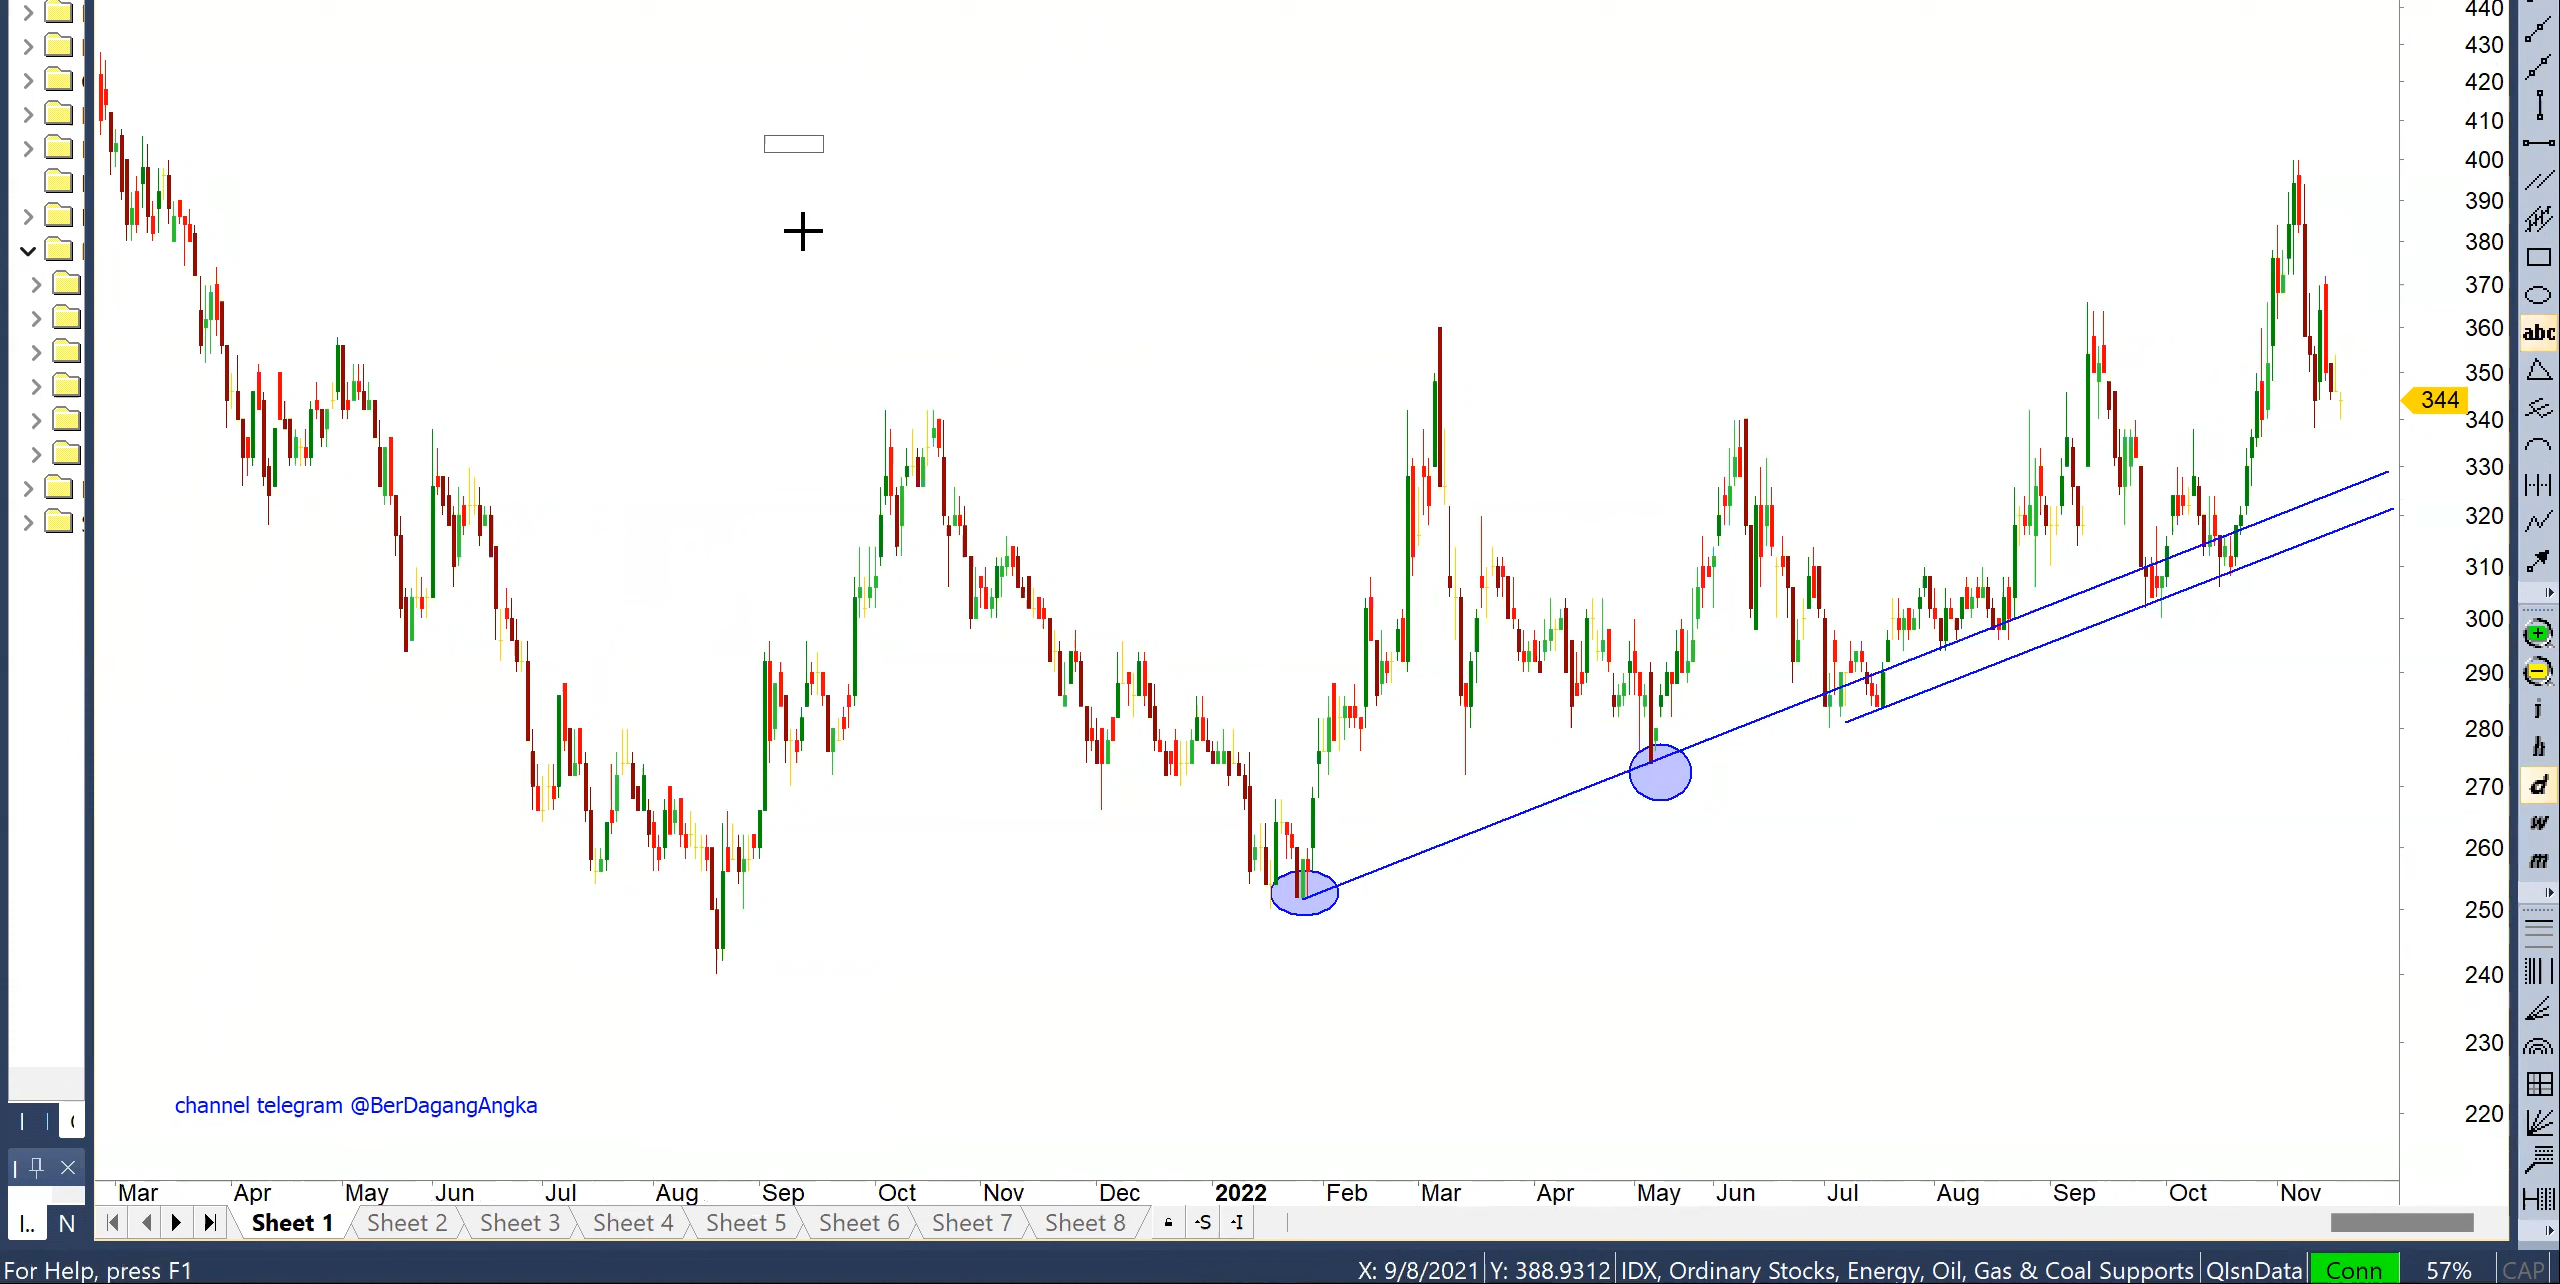 440
430
420
410
400
390
380
370
360
350
344
340
330
320
310
300
290
280
270
260
250
240
230
220
abc
j
h
d
w
m
channel telegram @BerDagangAngka
Mar Apr May Jun Jul Aug Sep Oct Nov Dec 2022 Feb Mar Apr May Jun Jul Aug Sep Oct Nov
I.. N
Sheet 1 Sheet 2 Sheet 3 Sheet 4 Sheet 5 Sheet 6 Sheet 7 Sheet 8
For Help, press F1 X: 9/8/2021 Y: 388.9312 IDX, Ordinary Stocks, Energy, Oil, Gas & Coal Supports QlsnData Conn 57% CAP